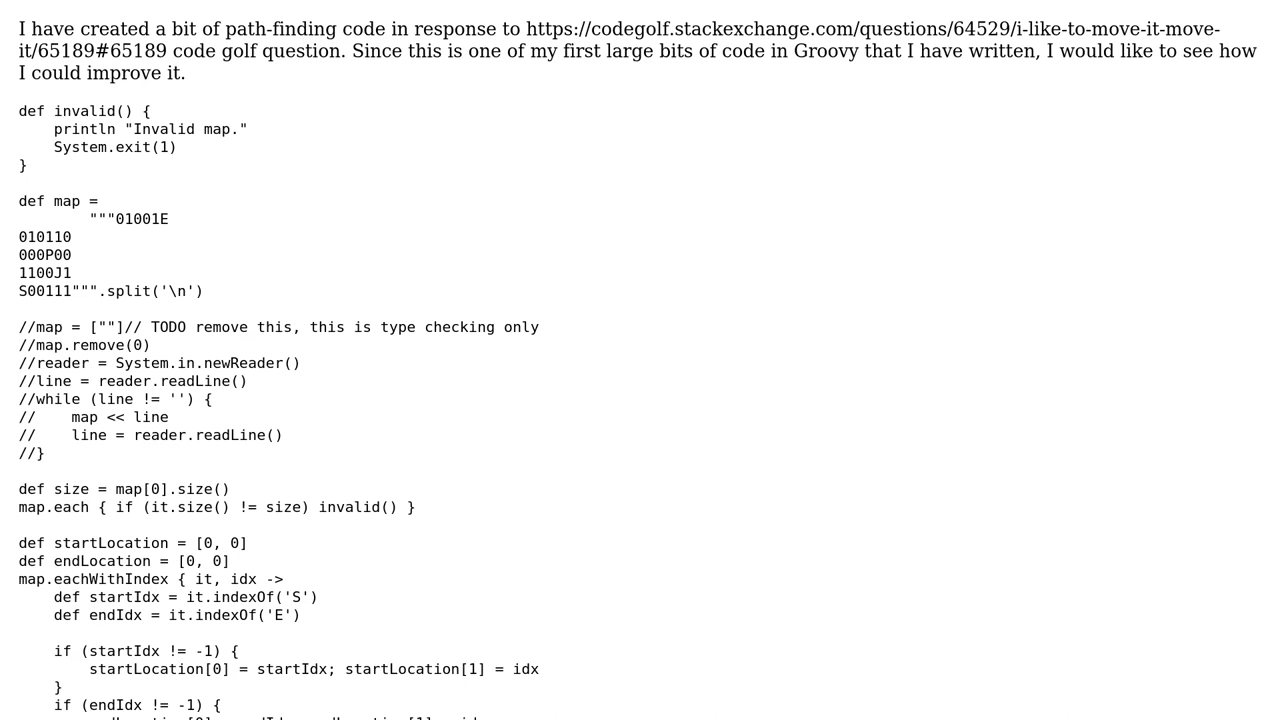 I have created a bit of path-finding code in response to https://codegolf.stackexchange.com/questions/64529/i-like-to-move-it-move-
it/65189#65189 code golf question. Since this is one of my first large bits of code in Groovy that I have written, I would like to see how
I could improve it.
def invalid() {
    println "Invalid map."
    System.exit(1)
}
def map =
        """01001E
010110
000P00
1100J1
S00111""".split('\n')
//map = [""]// TODO remove this, this is type checking only
//map.remove(0)
//reader = System.in.newReader()
//line = reader.readLine()
//while (line != '') {
//    map << line
//    line = reader.readLine()
//}
def size = map[0].size()
map.each { if (it.size() != size) invalid() }
def startLocation = [0, 0]
def endLocation = [0, 0]
map.eachWithIndex { it, idx ->
    def startIdx = it.indexOf('S')
    def endIdx = it.indexOf('E')
    if (startIdx != -1) {
        startLocation[0] = startIdx; startLocation[1] = idx
    }
    if (endIdx != -1) {